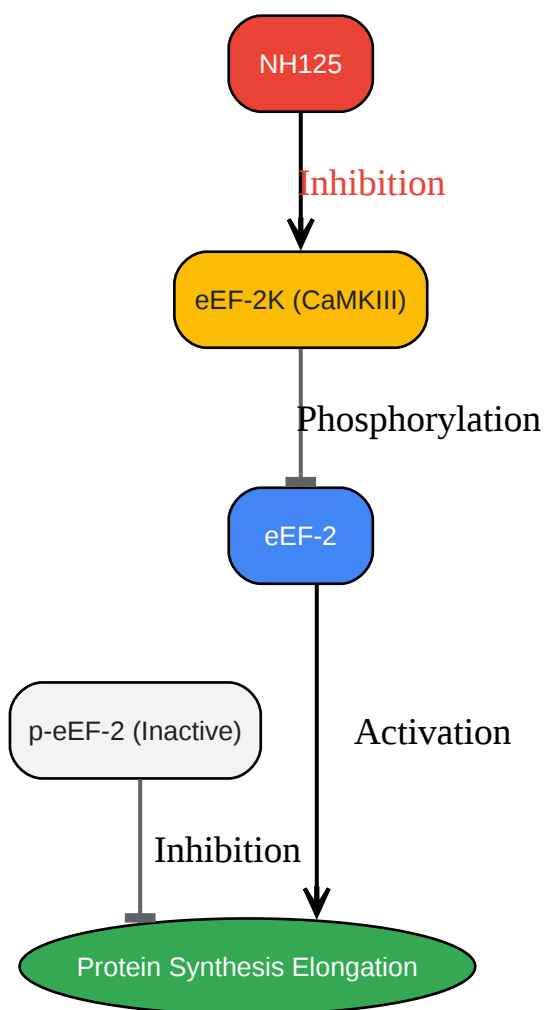 NH125
Inhibition
eEF-2K (CaMKIII)
Phosphorylation
eEF-2
p-eEF-2 (Inactive)
Activation
Inhibition
Protein Synthesis Elongation